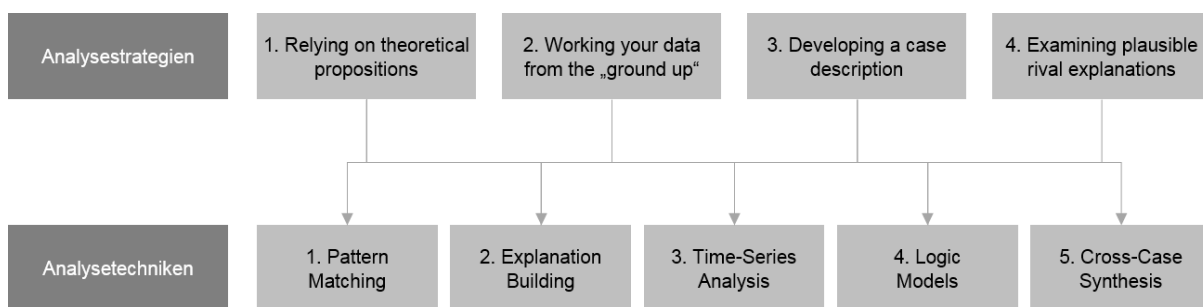 Analysestrategien
1. Relying on theoretical
propositions
2. Working your data
from the „ground up“
3. Developing a case
description
4. Examining plausible
rival explanations
Analysetechniken
1. Pattern
Matching
2. Explanation
Building
3. Time-Series
Analysis
4. Logic
Models
5. Cross-Case
Synthesis